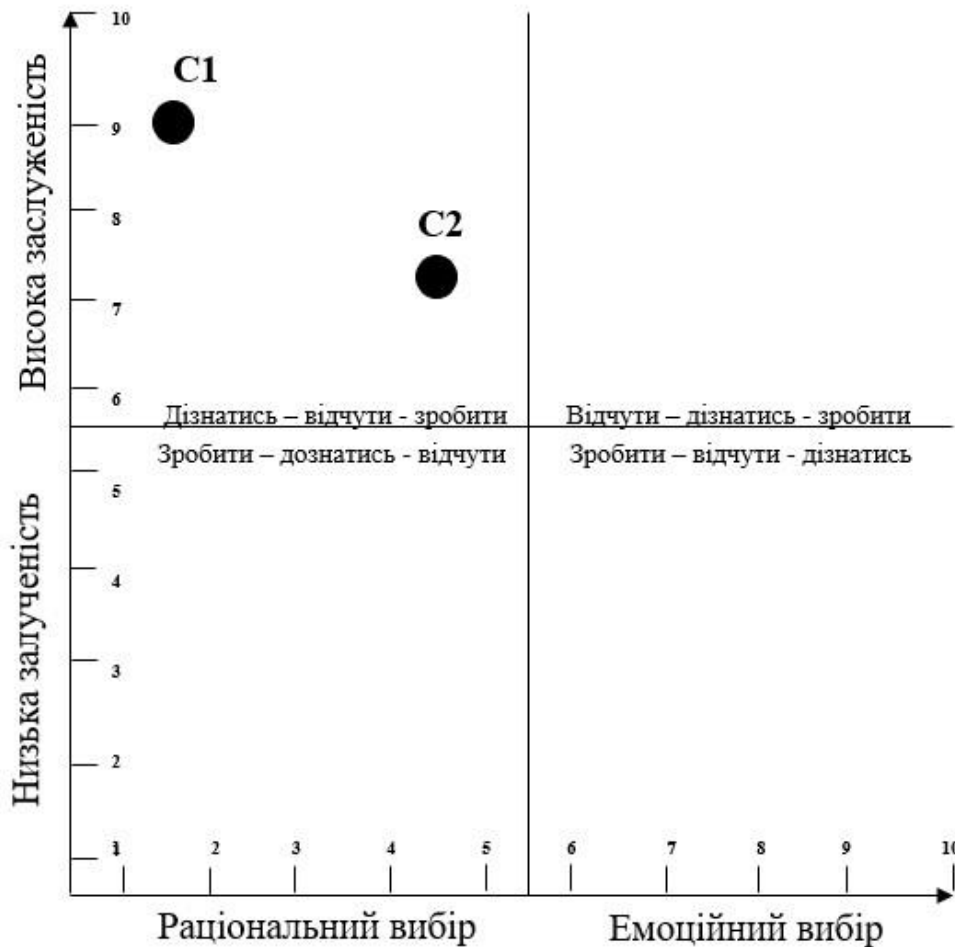 10
C1
9
8
C2
7
6
Висока заслуженість
Дізнатись – відчути - зробити
Відчути – дізнатись - зробити
Зробити – дознатись - відчути
Зробити – відчути - дізнатись
5
4
3
2
Низька залученість
1
1 2 3 4 5 6 7 8 9 10
Раціональний вибір
Емоційний вибір